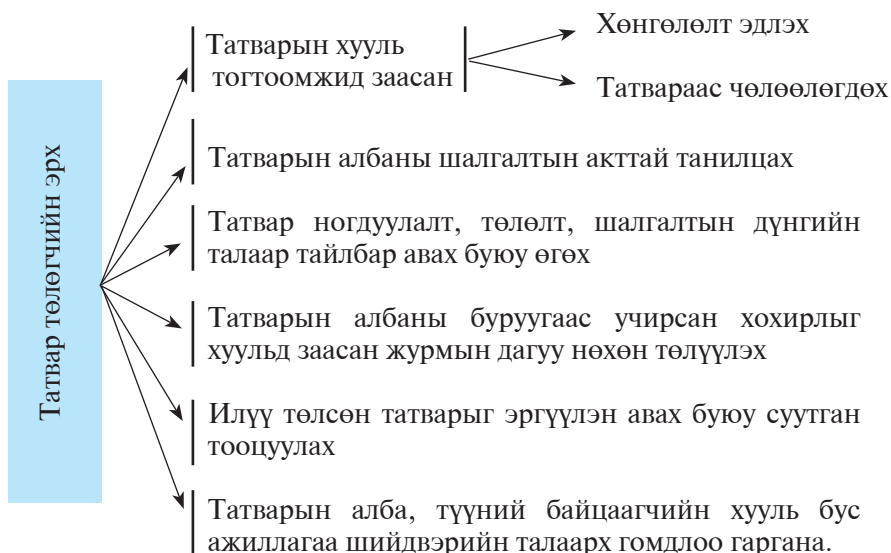 Татвар төлөгчийн эрх
Татварын хууль
тогтоомжид заасан
Хөнгөлөлт эдлэх
Татвараас чөлөөлөгдөх
Татварын албаны шалгалтын акттай танилцах
Татвар ногдуулалт, төлөлт, шалгалтын дүнгийн
талаар тайлбар авах буюу өгөх
Татварын албаны буруугаас учирсан хохирлыг
хуульд заасан журмын дагуу нөхөн төлүүлэх
Илүү төлсөн татварыг эргүүлэн авах буюу суутган
тооцуулах
Татварын алба, түүний байцаагчийн хууль бус
ажиллагаа шийдвэрийн талаарх гомдлоо гаргана.